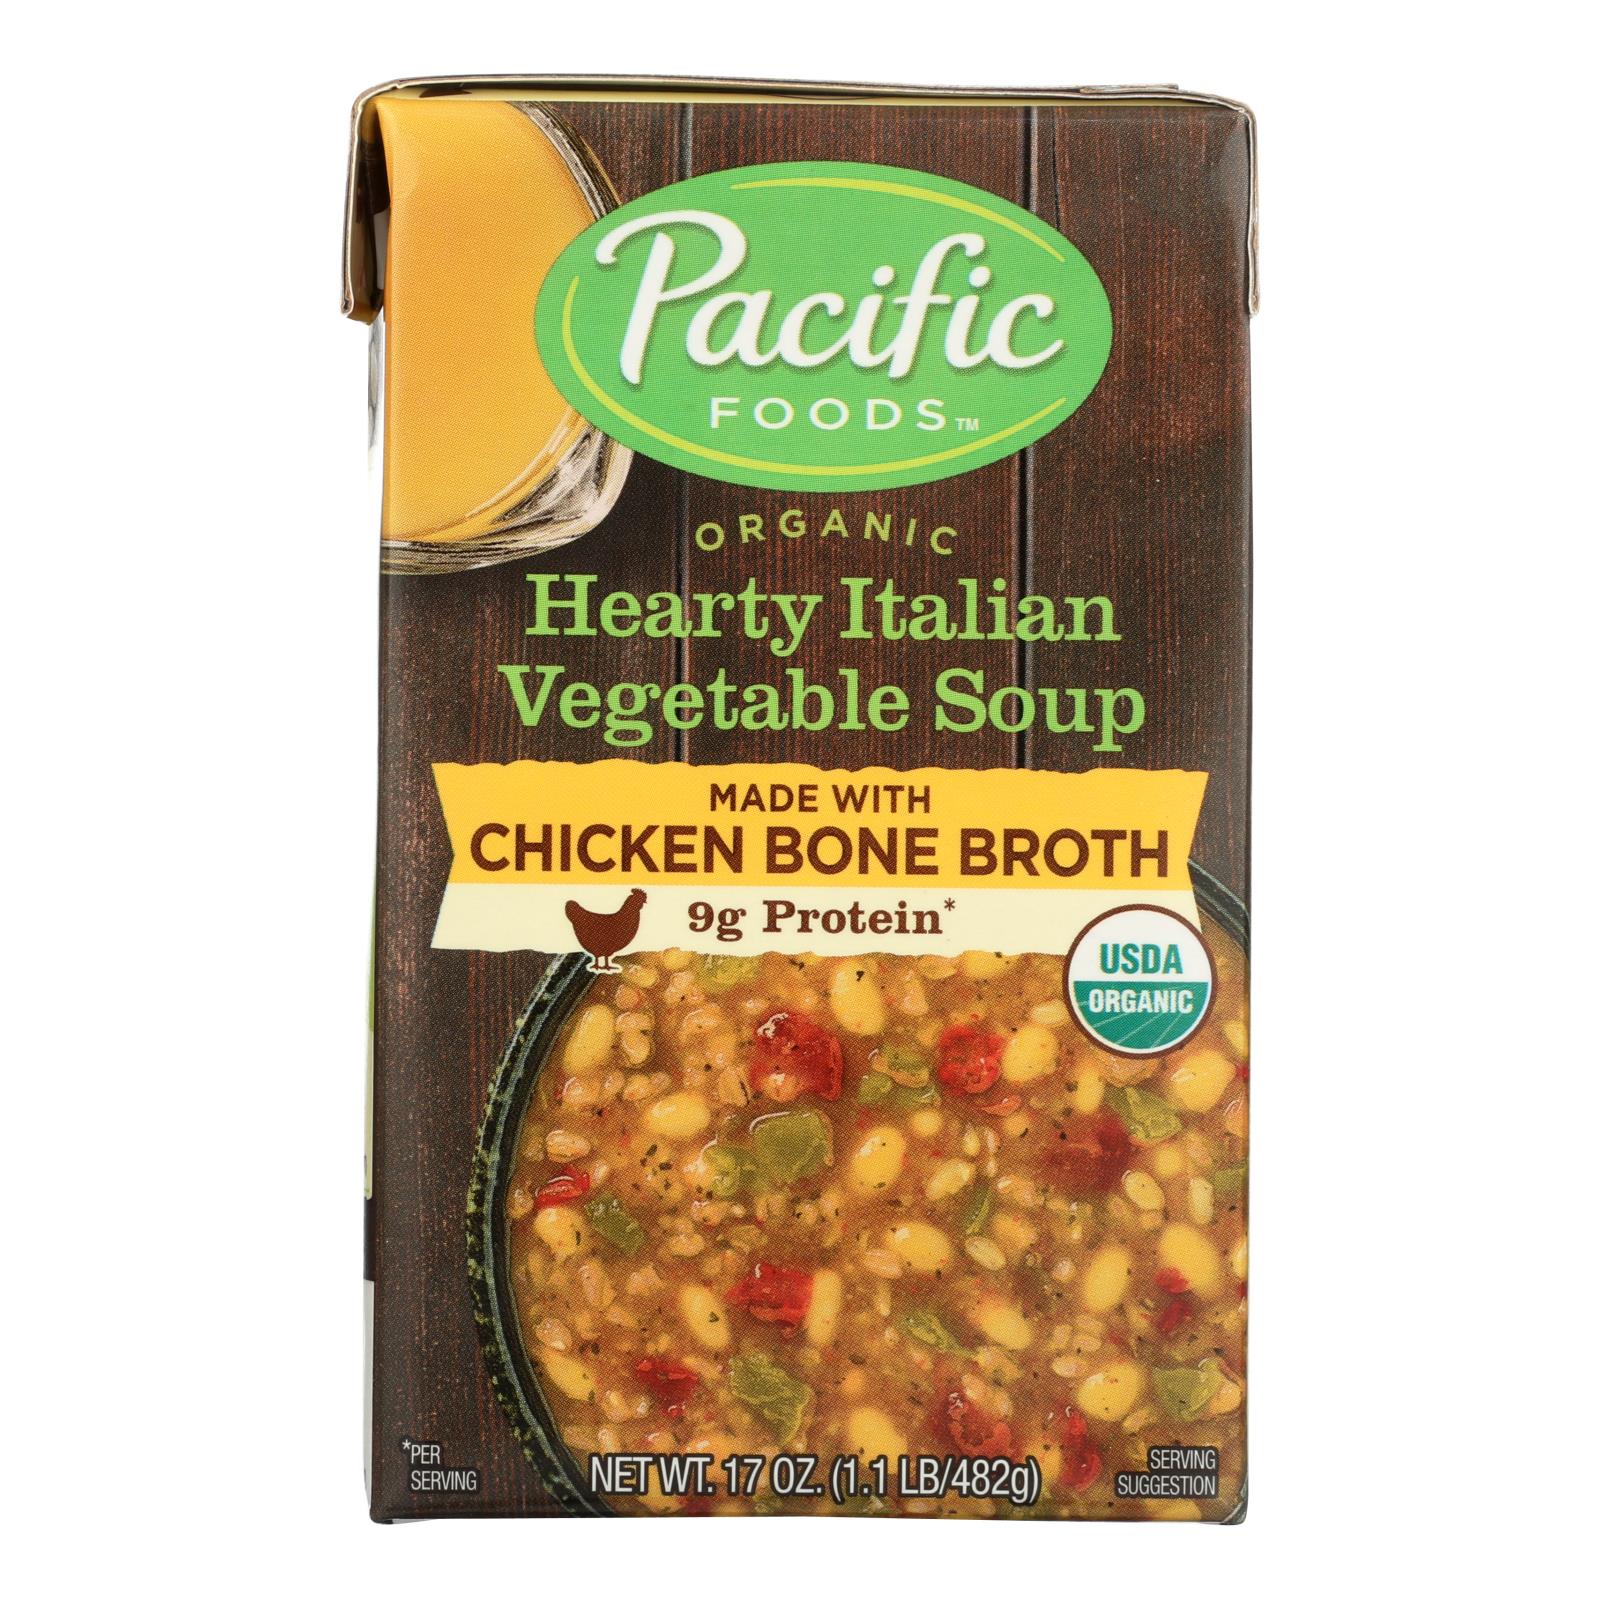 Pacific
FOODS™
ORGANIC
Hearty Italian
Vegetable Soup
MADE WITH
CHICKEN BONE BROTH
9g Protein*
USDA
ORGANIC
*PER
SERVING
NET WT. 17 OZ. (1.1 LB/482g)
SERVING
SUGGESTION